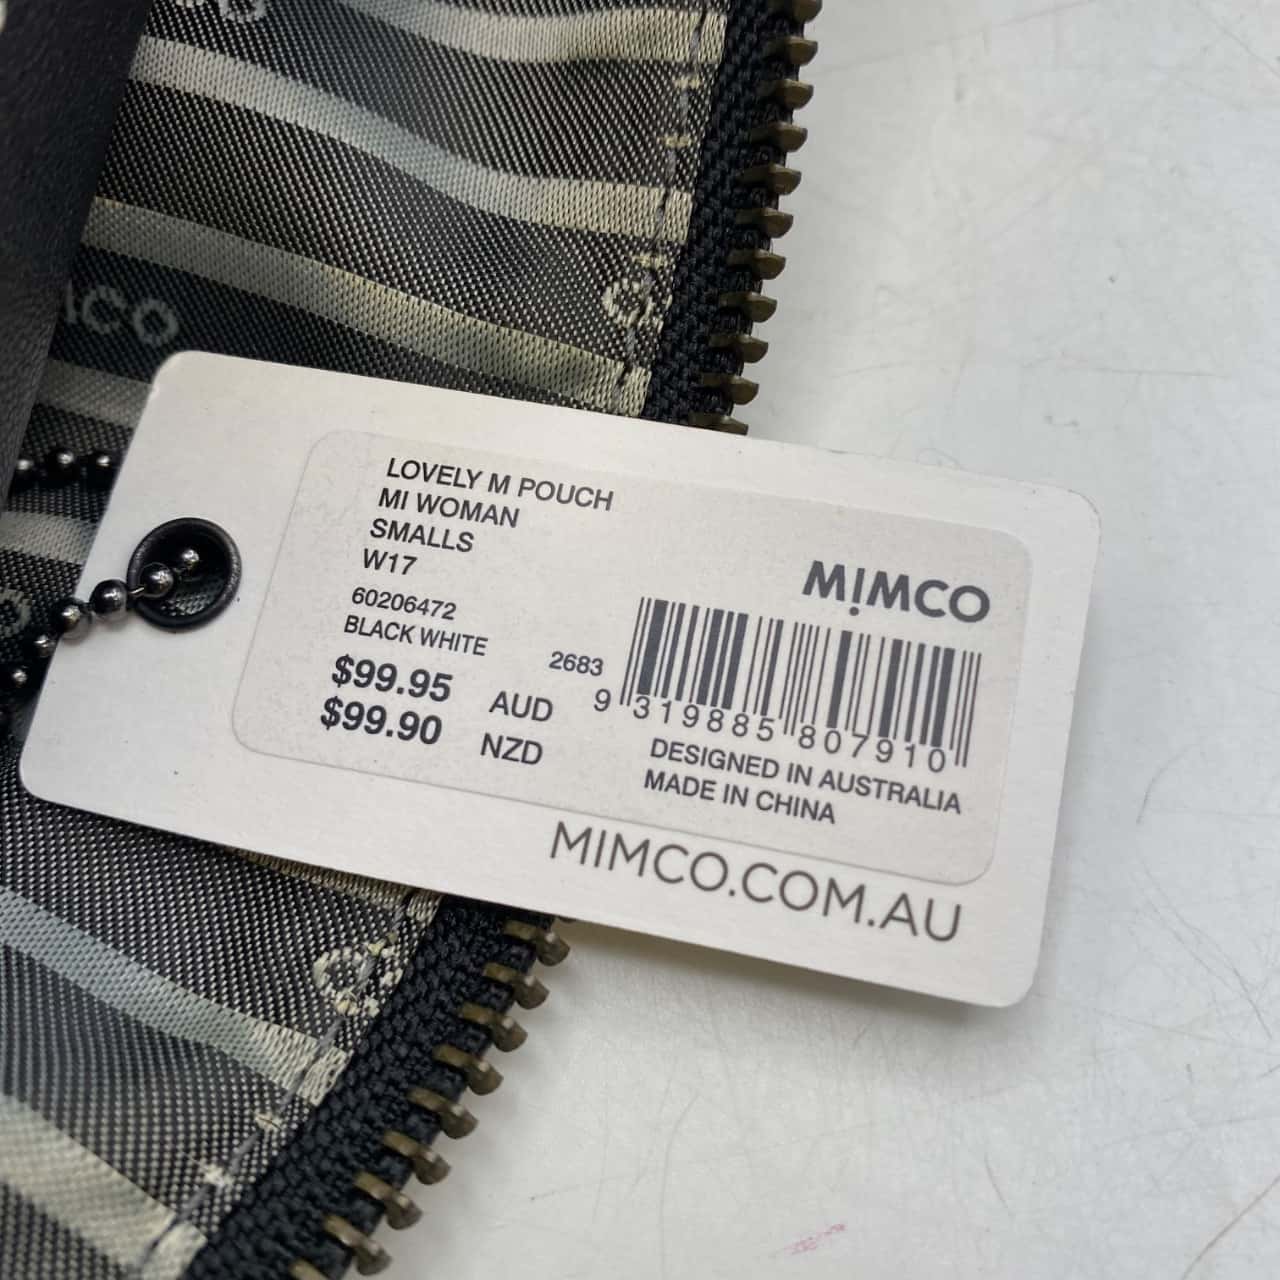 LOVELY M POUCH
MI WOMAN
SMALLS
W17
60206472
BLACK WHITE
$99.95 AUD
$99.90 NZD
MIMCO
2683
9 319885 807910
DESIGNED IN AUSTRALIA
MADE IN CHINA
MIMCO.COM.AU